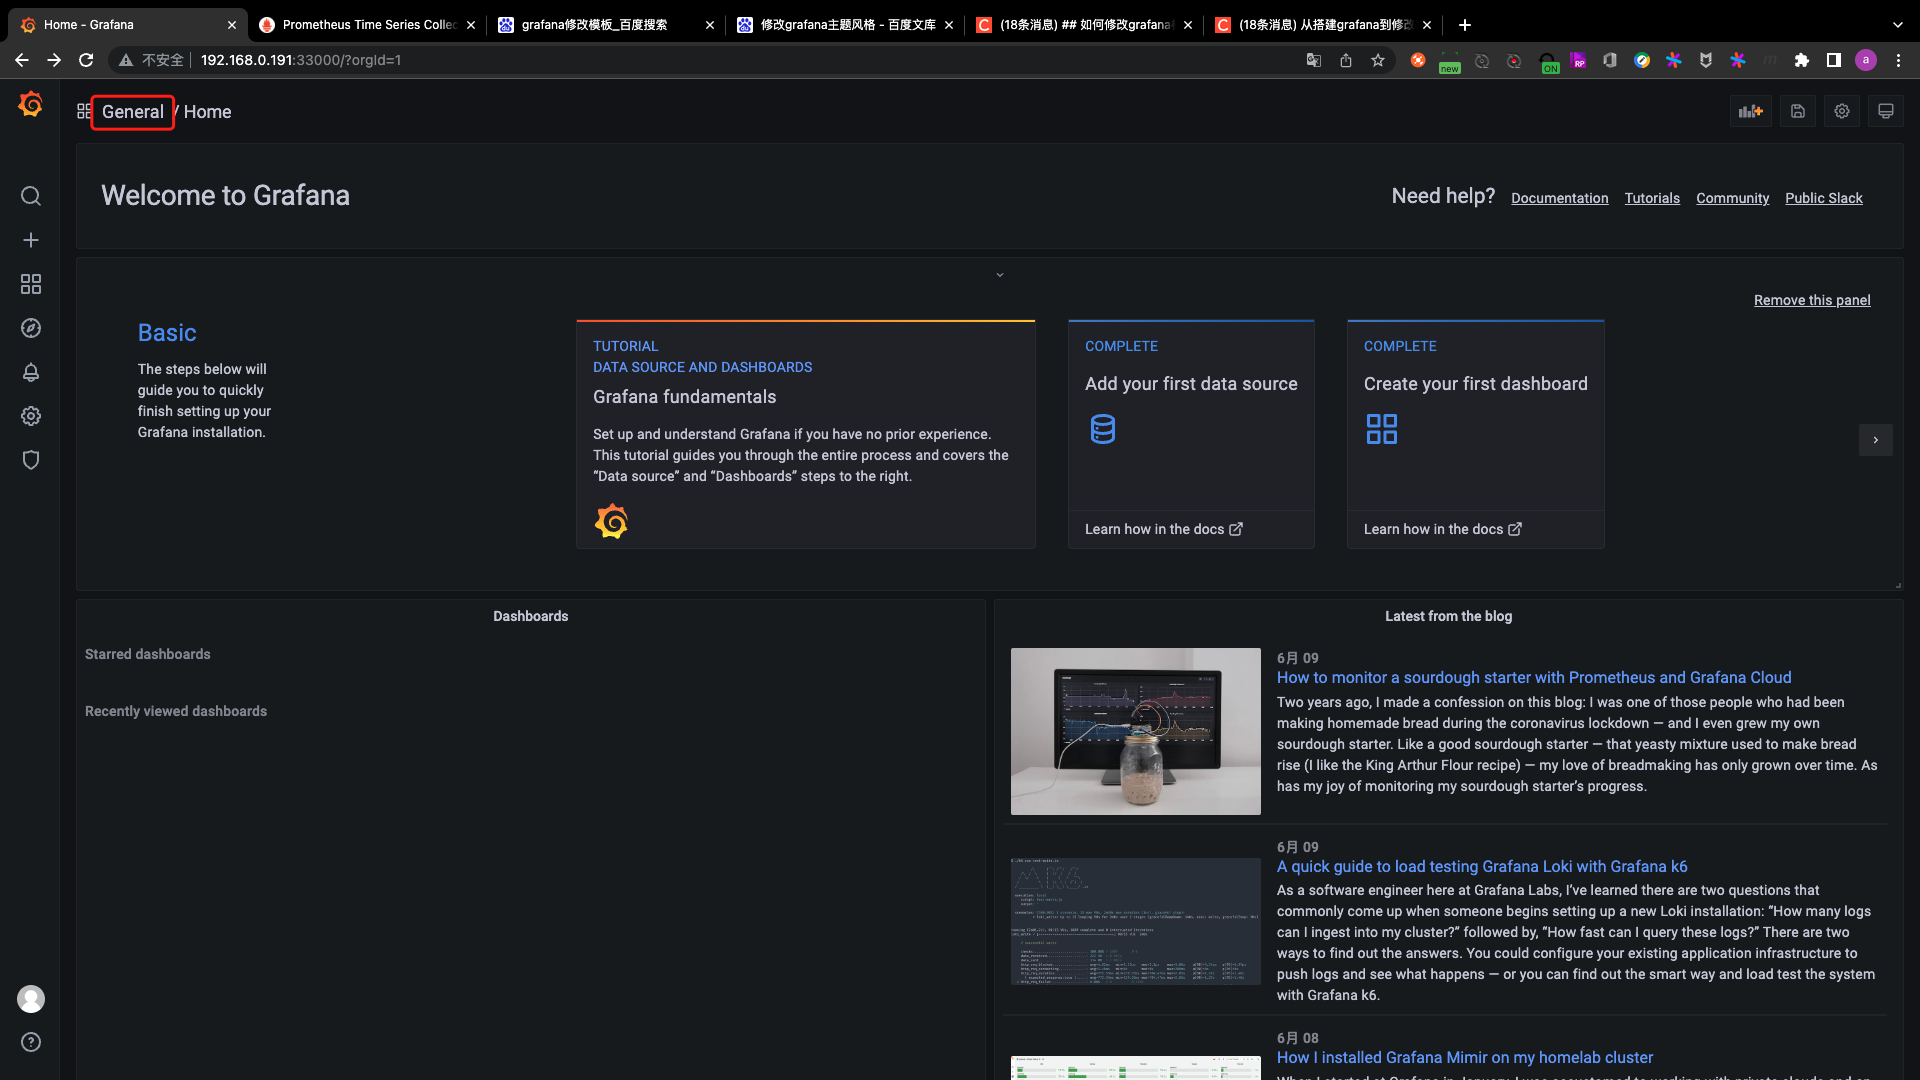 Home - Grafana
Prometheus Time Series Collec
grafana修改模板_百度搜索
修改grafana主题风格 - 百度文库
(18条消息) ## 如何修改grafana
(18条消息) 从搭建grafana到修改
不安全
192.168.0.191:33000/?orgId=1
new
ON
RP
a
General / Home
Welcome to Grafana
Need help?
Documentation
Tutorials
Community
Public Slack
Remove this panel
Basic
The steps below will
guide you to quickly
finish setting up your
Grafana installation.
TUTORIAL
DATA SOURCE AND DASHBOARDS
Grafana fundamentals
Set up and understand Grafana if you have no prior experience.
This tutorial guides you through the entire process and covers the
“Data source” and “Dashboards” steps to the right.
COMPLETE
Add your first data source
Learn how in the docs
COMPLETE
Create your first dashboard
Learn how in the docs
Dashboards
Starred dashboards
Recently viewed dashboards
Latest from the blog
6月 09
How to monitor a sourdough starter with Prometheus and Grafana Cloud
Two years ago, I made a confession on this blog: I was one of those people who had been
making homemade bread during the coronavirus lockdown — and I even grew my own
sourdough starter. Like a good sourdough starter — that yeasty mixture used to make bread
rise (I like the King Arthur Flour recipe) — my love of breadmaking has only grown over time. As
has my joy of monitoring my sourdough starter’s progress.
6月 09
A quick guide to load testing Grafana Loki with Grafana k6
As a software engineer here at Grafana Labs, I’ve learned there are two questions that
commonly come up when someone begins setting up a new Loki installation: “How many logs
can I ingest into my cluster?” followed by, “How fast can I query these logs?” There are two
ways to find out the answers. You could configure your existing application infrastructure to
push logs and see what happens — or you can find out the smart way and load test the system
with Grafana k6.
6月 08
How I installed Grafana Mimir on my homelab cluster